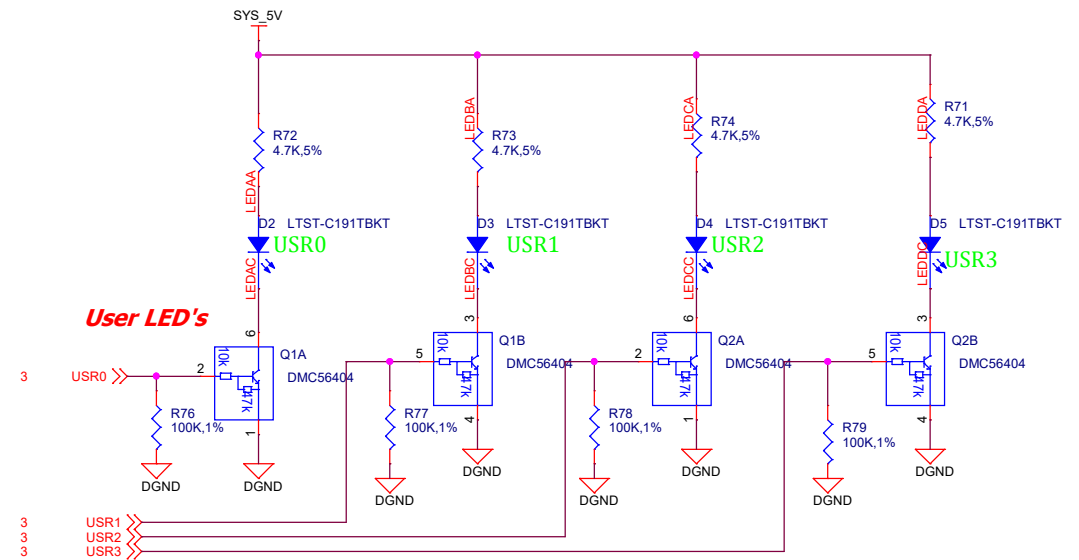 SYS_5V
R72
4.7K,5%
LEDAA
D2 LTST-C191TBKT
USR0
LEDAC
LEDBA
R73
4.7K,5%
D3 LTST-C191TBKT
USR1
LEDBC
LEDCA
R74
4.7K,5%
D4 LTST-C191TBKT
USR2
LEDCC
LEDDA
R71
4.7K,5%
D5 LTST-C191TBKT
USR3
LEDDC
User LED's
6
10k
47k
Q1A
DMC56404
2
1
3 USR0
R76
100K,1%
DGND
DGND
3
10k
47k
Q1B
DMC56404
5
4
R77
100K,1%
DGND
DGND
6
10k
47k
Q2A
DMC56404
2
1
R78
100K,1%
DGND
DGND
3
10k
47k
Q2B
DMC56404
5
4
R79
100K,1%
DGND
DGND
3 USR1
3 USR2
3 USR3